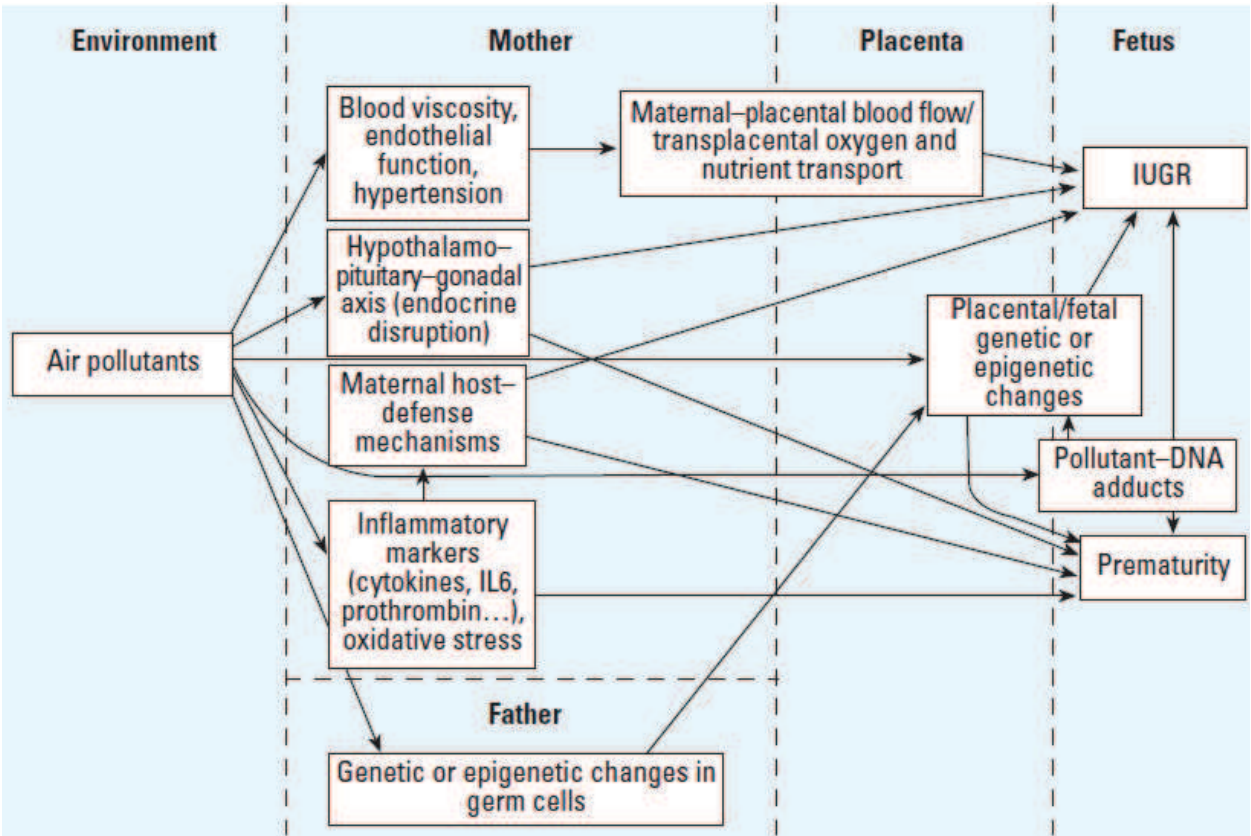 Environment
Mother
Placenta
Fetus
Blood viscosity,
endothelial
function,
hypertension
Maternal–placental blood flow/
transplacental oxygen and
nutrient transport
IUGR
Hypothalamo–
pituitary–gonadal
axis (endocrine
disruption)
Placental/fetal
genetic or
epigenetic
changes
Air pollutants
Maternal host–
defense
mechanisms
Pollutant–DNA
adducts
Inflammatory
markers
(cytokines, IL6,
prothrombin…),
oxidative stress
Prematurity
Father
Genetic or epigenetic changes in
germ cells